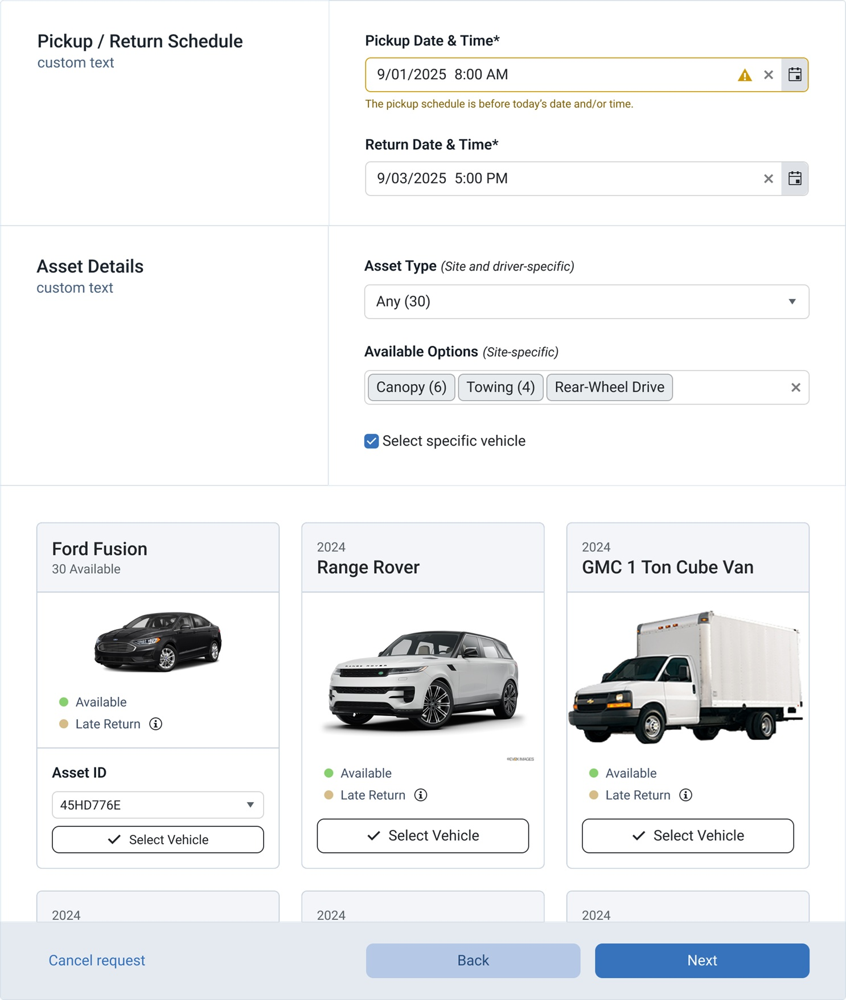 Pickup / Return Schedule
custom text
Pickup Date & Time*
9/01/2025 8:00 AM
The pickup schedule is before today's date and/or time.
Return Date & Time*
9/03/2025 5:00 PM
Asset Details
custom text
Asset Type (Site and driver-specific)
Any (30)
Available Options (Site-specific)
Canopy (6) Towing (4) Rear-Wheel Drive
Select specific vehicle
Ford Fusion
30 Available
Available
Late Return
Asset ID
45HD776E
Select Vehicle
2024
Range Rover
RANGE ROVER
©EVOX IMAGES
Available
Late Return
Select Vehicle
2024
GMC 1 Ton Cube Van
Available
Late Return
Select Vehicle
2024
2024
2024
Cancel request
Back
Next